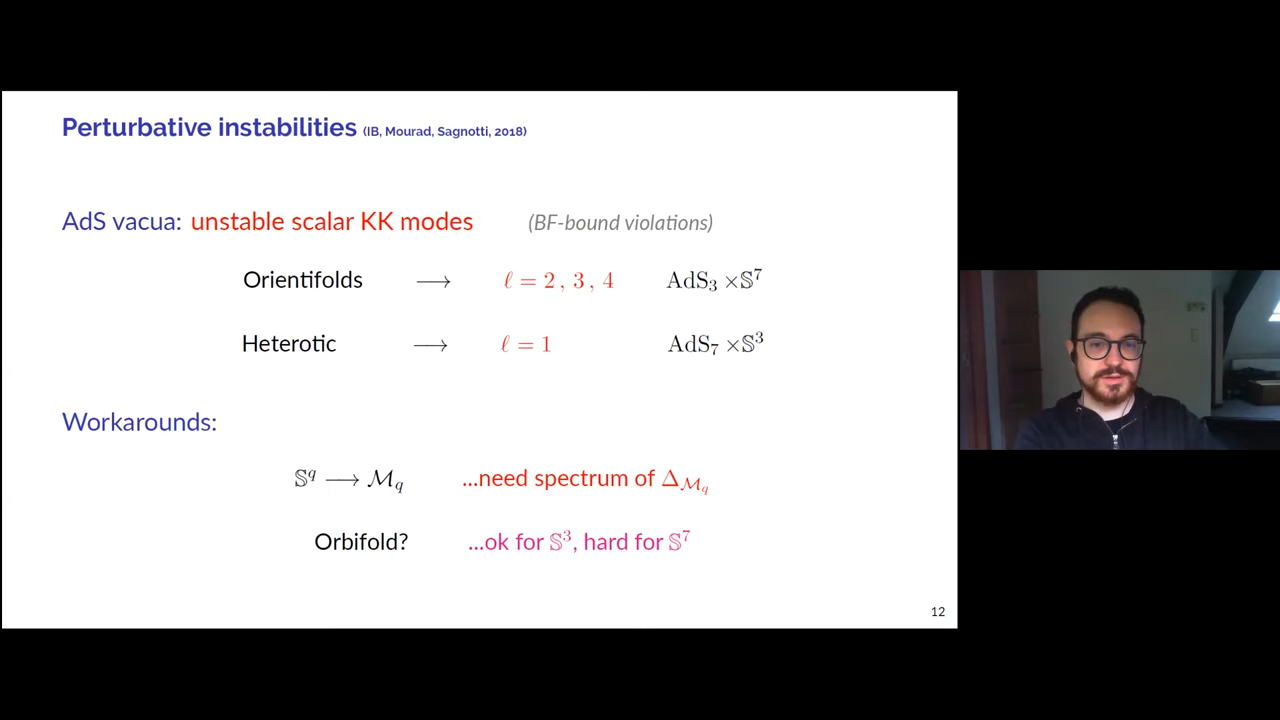 Perturbative instabilities (IB, Mourad, Sagnotti, 2018)
AdS vacua: unstable scalar KK modes (BF-bound violations)
Orientifolds ⟶ ℓ = 2 , 3 , 4 AdS₃ ×𝕊⁷
Heterotic ⟶ ℓ = 1 AdS₇ ×𝕊³
Workarounds:
𝕊^q ⟶ ℳ_q ...need spectrum of Δ_{ℳ_q}
Orbifold? ...ok for 𝕊³, hard for 𝕊⁷
12